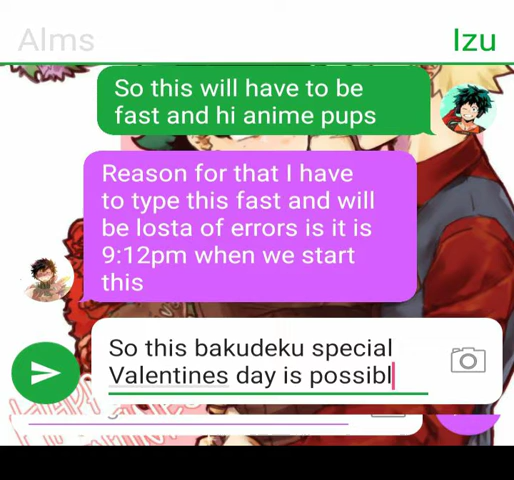 Alms
Izu
So this will have to be
fast and hi anime pups
Reason for that I have
to type this fast and will
be losta of errors is it is
9:12pm when we start
this
So this bakudeku special
Valentines day is possibl